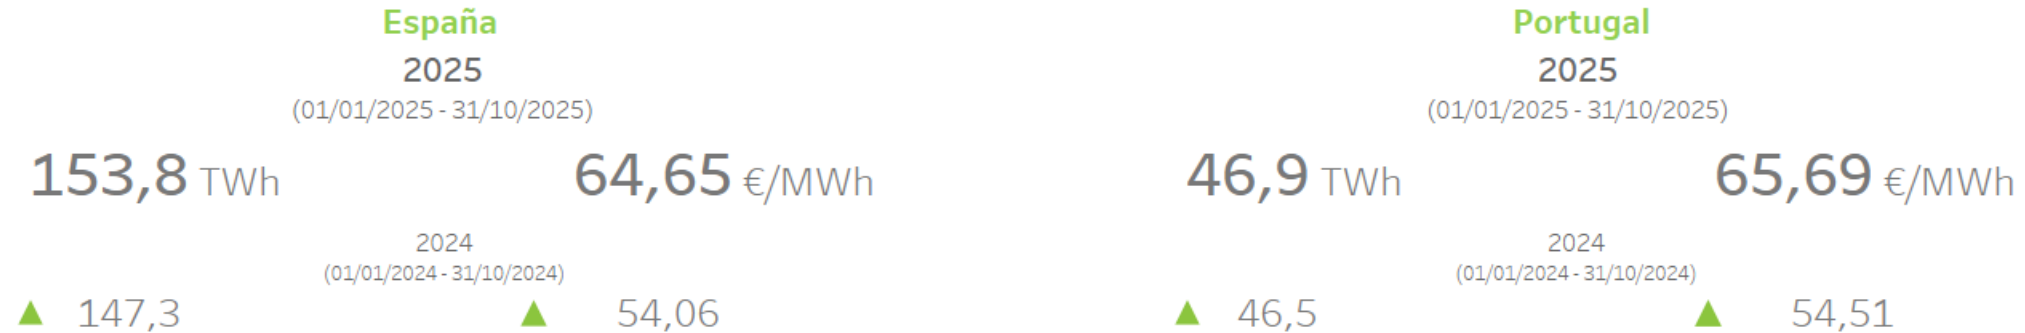 España
2025
(01/01/2025 - 31/10/2025)
153,8 TWh
64,65 €/MWh
2024
(01/01/2024 - 31/10/2024)
147,3
54,06
Portugal
2025
(01/01/2025 - 31/10/2025)
46,9 TWh
65,69 €/MWh
2024
(01/01/2024 - 31/10/2024)
46,5
54,51